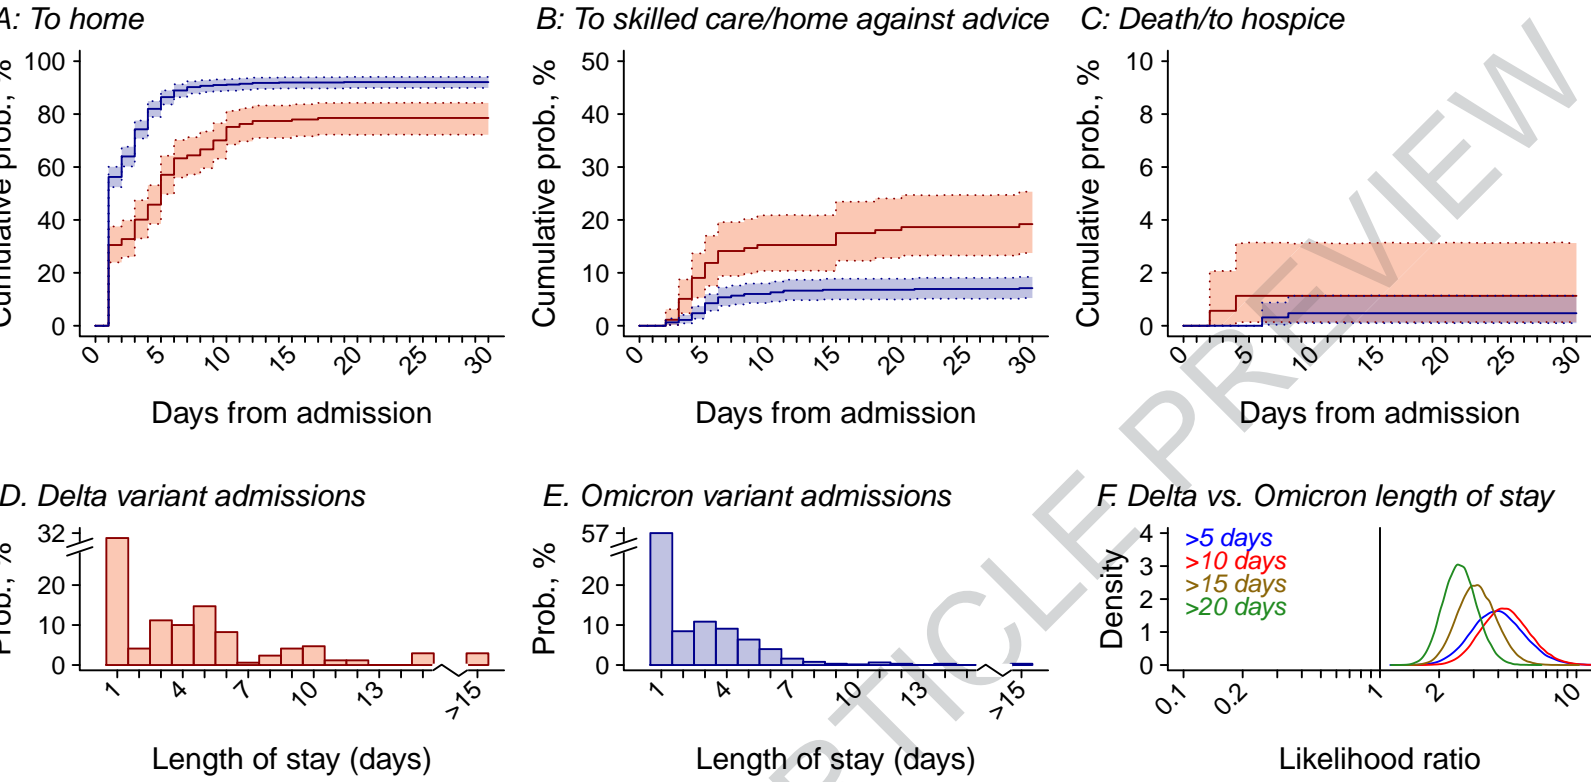 A: To home
B: To skilled care/home against advice
C: Death/to hospice
Cumulative prob., %
100
80
60
40
20
0
0 5 10 15 20 25 30
Days from admission
Cumulative prob., %
50
40
30
20
10
0
0 5 10 15 20 25 30
Days from admission
Cumulative prob., %
10
8
6
4
2
0
0 5 10 15 20 25 30
Days from admission
D. Delta variant admissions
E. Omicron variant admissions
F. Delta vs. Omicron length of stay
Prob., %
32
20
10
0
1 4 7 10 13 >15
Length of stay (days)
Prob., %
57
20
10
0
1 4 7 10 13 >15
Length of stay (days)
Density
4
3
2
1
0
>5 days
>10 days
>15 days
>20 days
0.1 0.2 1 2 10
Likelihood ratio
RTICLE PREVIEW